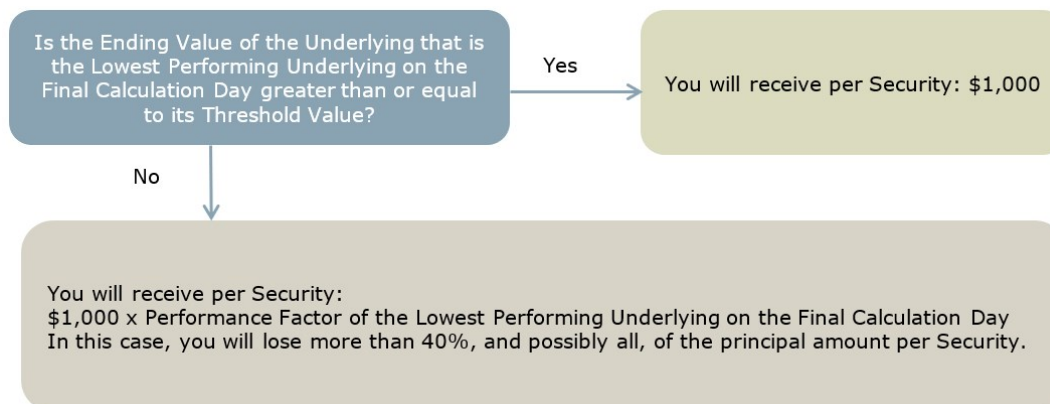 Is the Ending Value of the Underlying that is
the Lowest Performing Underlying on the
Final Calculation Day greater than or equal
to its Threshold Value?
Yes
You will receive per Security: $1,000
No
You will receive per Security:
$1,000 x Performance Factor of the Lowest Performing Underlying on the Final Calculation Day
In this case, you will lose more than 40%, and possibly all, of the principal amount per Security.